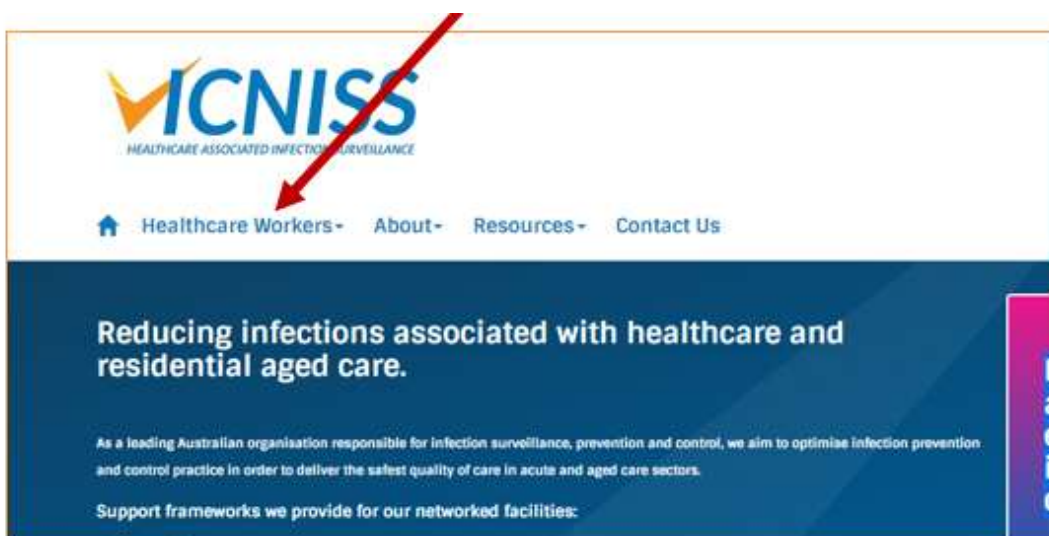 VICNISS
HEALTHCARE ASSOCIATED INFECTION SURVEILLANCE
Healthcare Workers About Resources Contact Us
Reducing infections associated with healthcare and
residential aged care.
As a leading Australian organisation responsible for infection surveillance, prevention and control, we aim to optimise infection prevention
and control practice in order to deliver the safest quality of care in acute and aged care sectors.
Support frameworks we provide for our networked facilities: